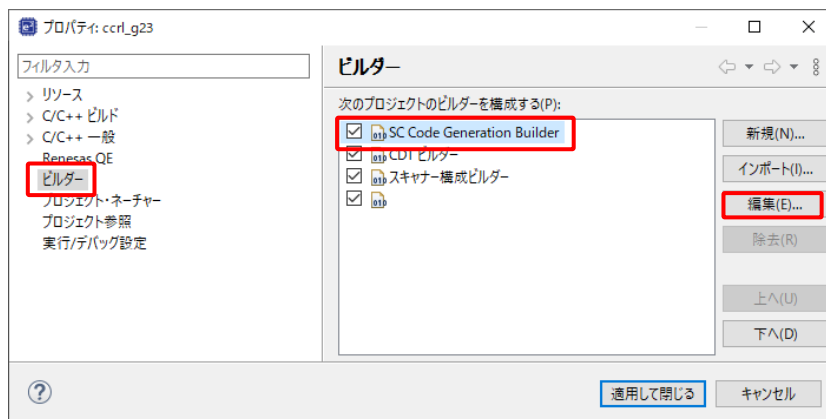 プロパティ: ccrl_g23
フィルタ入力
リソース
C/C++ ビルド
C/C++ 一般
Renesas QE
ビルダー
プロジェクト・ネーチャー
プロジェクト参照
実行/デバッグ設定
ビルダー
次のプロジェクトのビルダーを構成する(P):
SC Code Generation Builder
CDT ビルダー
スキャナー構成ビルダー
新規(N)...
インポート(I)...
編集(E)...
除去(R)
上へ(U)
下へ(D)
適用して閉じる
キャンセル